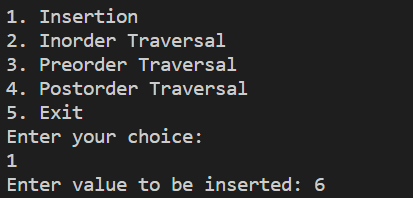 1. Insertion
2. Inorder Traversal
3. Preorder Traversal
4. Postorder Traversal
5. Exit
Enter your choice:
1
Enter value to be inserted: 6